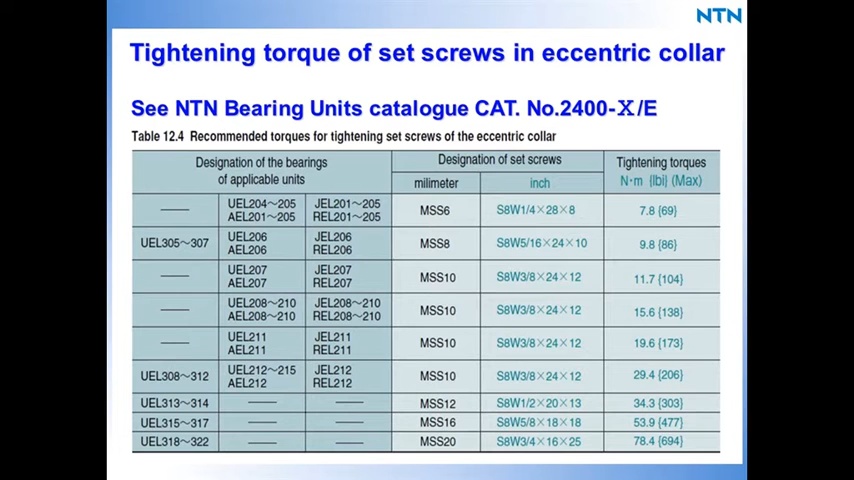 NTN
Tightening torque of set screws in eccentric collar
See NTN Bearing Units catalogue CAT. No.2400-X/E
Table 12.4 Recommended torques for tightening set screws of the eccentric collar
Designation of the bearings of applicable units | Designation of set screws | Tightening torques
milimeter | inch | N·m {lbi} (Max)
—— | UEL204～205 AEL201～205 | JEL201～205 REL201～205 | MSS6 | S8W1/4×28×8 | 7.8 {69}
UEL305～307 | UEL206 AEL206 | JEL206 REL206 | MSS8 | S8W5/16×24×10 | 9.8 {86}
—— | UEL207 AEL207 | JEL207 REL207 | MSS10 | S8W3/8×24×12 | 11.7 {104}
—— | UEL208～210 AEL208～210 | JEL208～210 REL208～210 | MSS10 | S8W3/8×24×12 | 15.6 {138}
—— | UEL211 AEL211 | JEL211 REL211 | MSS10 | S8W3/8×24×12 | 19.6 {173}
UEL308～312 | UEL212～215 AEL212 | JEL212 REL212 | MSS10 | S8W3/8×24×12 | 29.4 {206}
UEL313～314 | —— | —— | MSS12 | S8W1/2×20×13 | 34.3 {303}
UEL315～317 | —— | —— | MSS16 | S8W5/8×18×18 | 53.9 {477}
UEL318～322 | —— | —— | MSS20 | S8W3/4×16×25 | 78.4 {694}